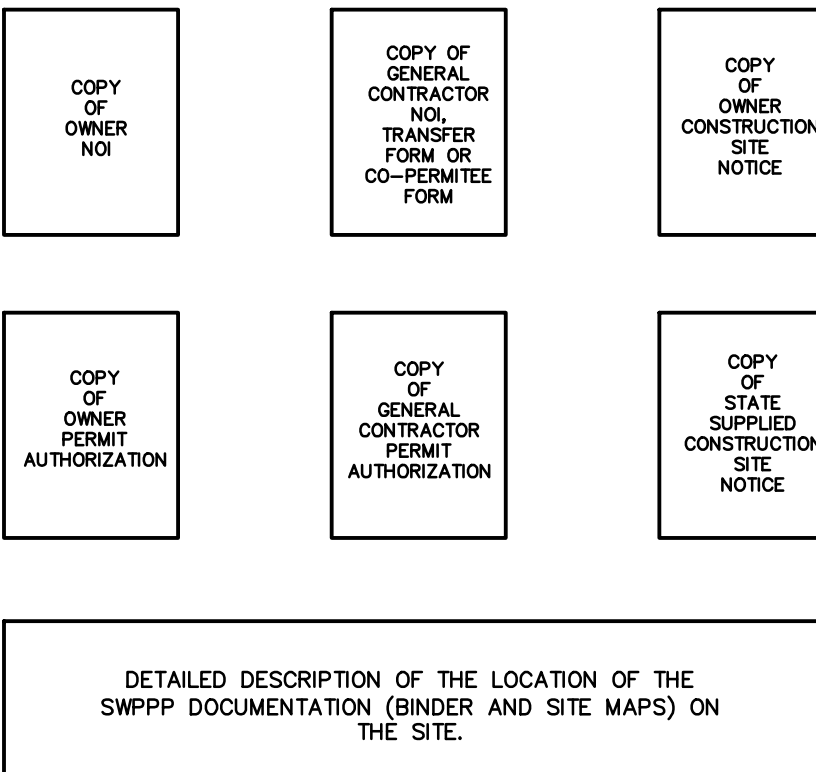 COPY
OF
OWNER
NOI
COPY OF
GENERAL
CONTRACTOR
NOI,
TRANSFER
FORM OR
CO-PERMITEE
FORM
COPY
OF
OWNER
CONSTRUCTION
SITE
NOTICE
COPY
OF
OWNER
PERMIT
AUTHORIZATION
COPY
OF
GENERAL
CONTRACTOR
PERMIT
AUTHORIZATION
COPY
OF
STATE
SUPPLIED
CONSTRUCTION
SITE
NOTICE
DETAILED DESCRIPTION OF THE LOCATION OF THE
SWPPP DOCUMENTATION (BINDER AND SITE MAPS) ON
THE SITE.